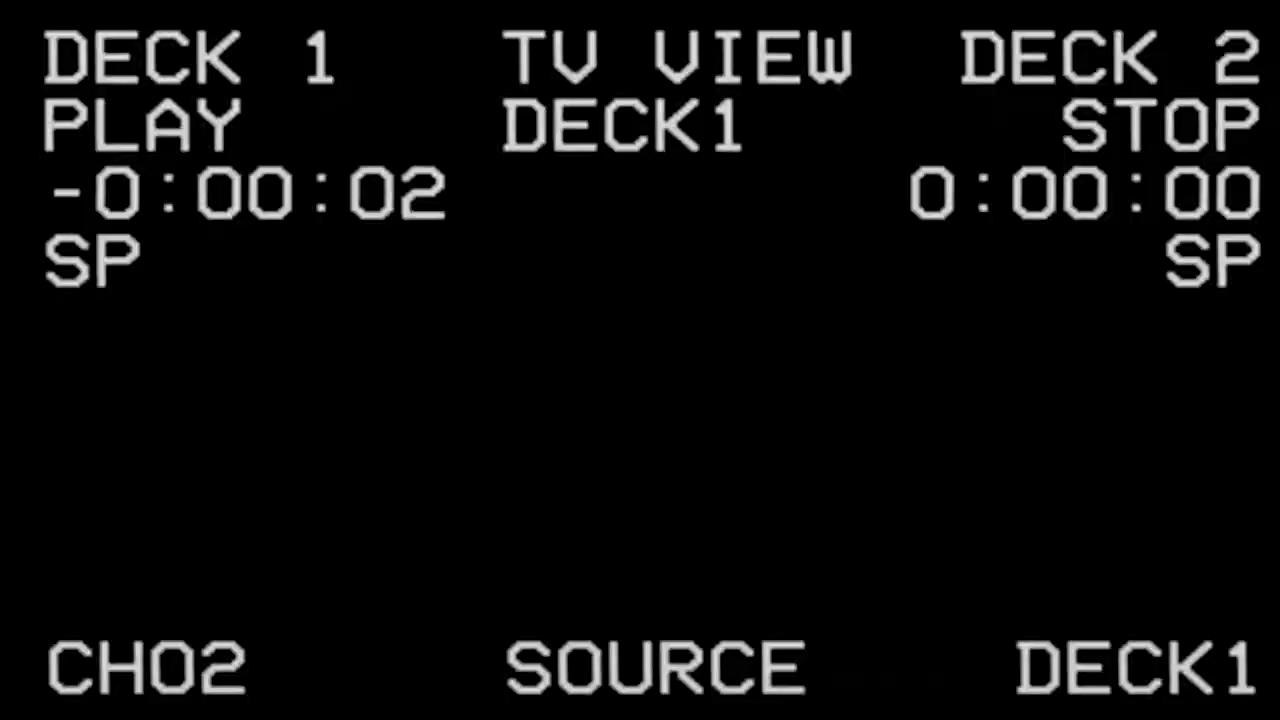 DECK 1 TV VIEW DECK 2
PLAY DECK1 STOP
-0:00:02 0:00:00
SP SP
CH02 SOURCE DECK1